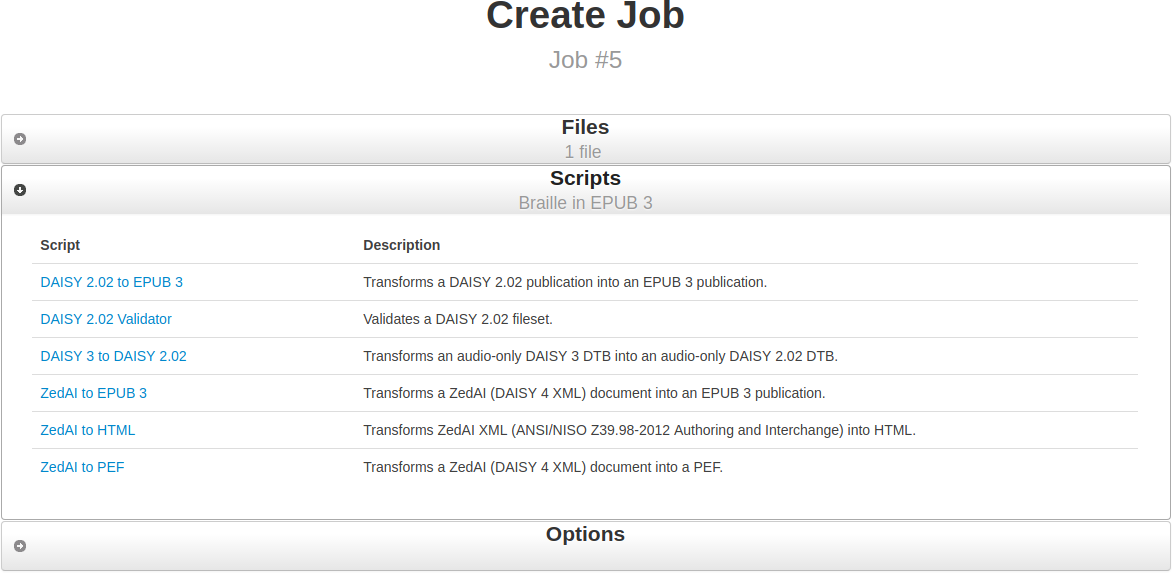 Create Job
Job #5
Files
1 file
Scripts
Braille in EPUB 3
Script Description
DAISY 2.02 to EPUB 3 Transforms a DAISY 2.02 publication into an EPUB 3 publication.
DAISY 2.02 Validator Validates a DAISY 2.02 fileset.
DAISY 3 to DAISY 2.02 Transforms an audio-only DAISY 3 DTB into an audio-only DAISY 2.02 DTB.
ZedAI to EPUB 3 Transforms a ZedAI (DAISY 4 XML) document into an EPUB 3 publication.
ZedAI to HTML Transforms ZedAI XML (ANSI/NISO Z39.98-2012 Authoring and Interchange) into HTML.
ZedAI to PEF Transforms a ZedAI (DAISY 4 XML) document into a PEF.
Options